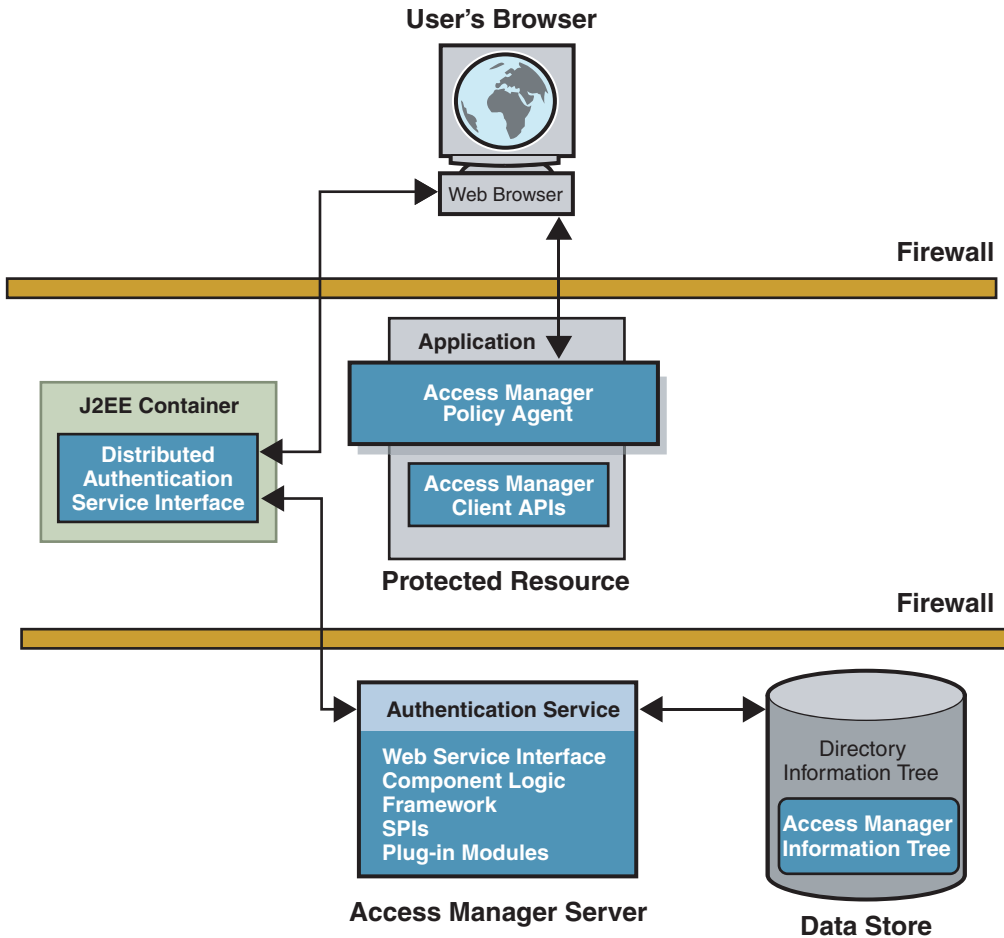 User's Browser
Web Browser
Firewall
Application
Access Manager
Policy Agent
J2EE Container
Distributed
Authentication
Service Interface
Access Manager
Client APIs
Protected Resource
Firewall
Authentication Service
Web Service Interface
Component Logic
Framework
SPIs
Plug-in Modules
Access Manager Server
Directory
Information Tree
Access Manager
Information Tree
Data Store